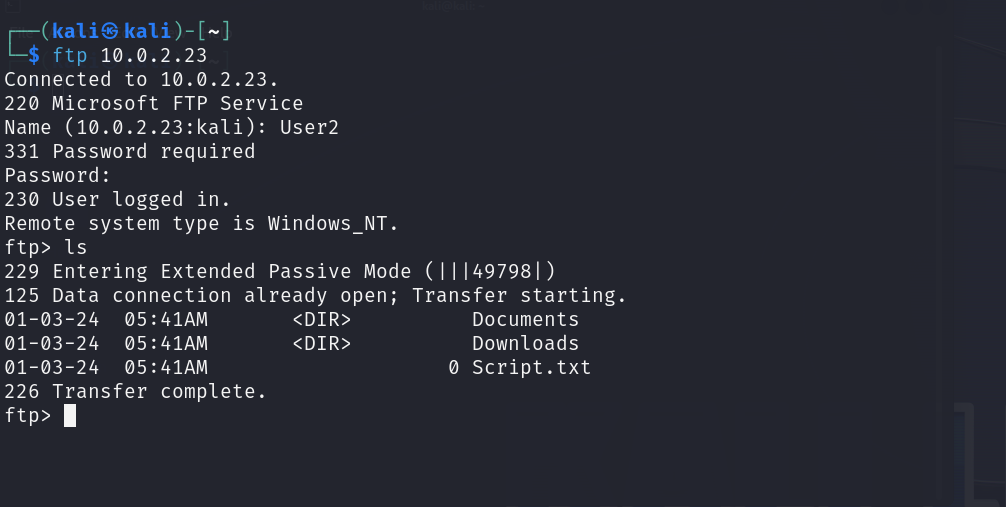 ┌──(kali㉿kali)-[~]
└─$ ftp 10.0.2.23
Connected to 10.0.2.23.
220 Microsoft FTP Service
Name (10.0.2.23:kali): User2
331 Password required
Password:
230 User logged in.
Remote system type is Windows_NT.
ftp> ls
229 Entering Extended Passive Mode (|||49798|)
125 Data connection already open; Transfer starting.
01-03-24  05:41AM       <DIR>          Documents
01-03-24  05:41AM       <DIR>          Downloads
01-03-24  05:41AM                    0 Script.txt
226 Transfer complete.
ftp>